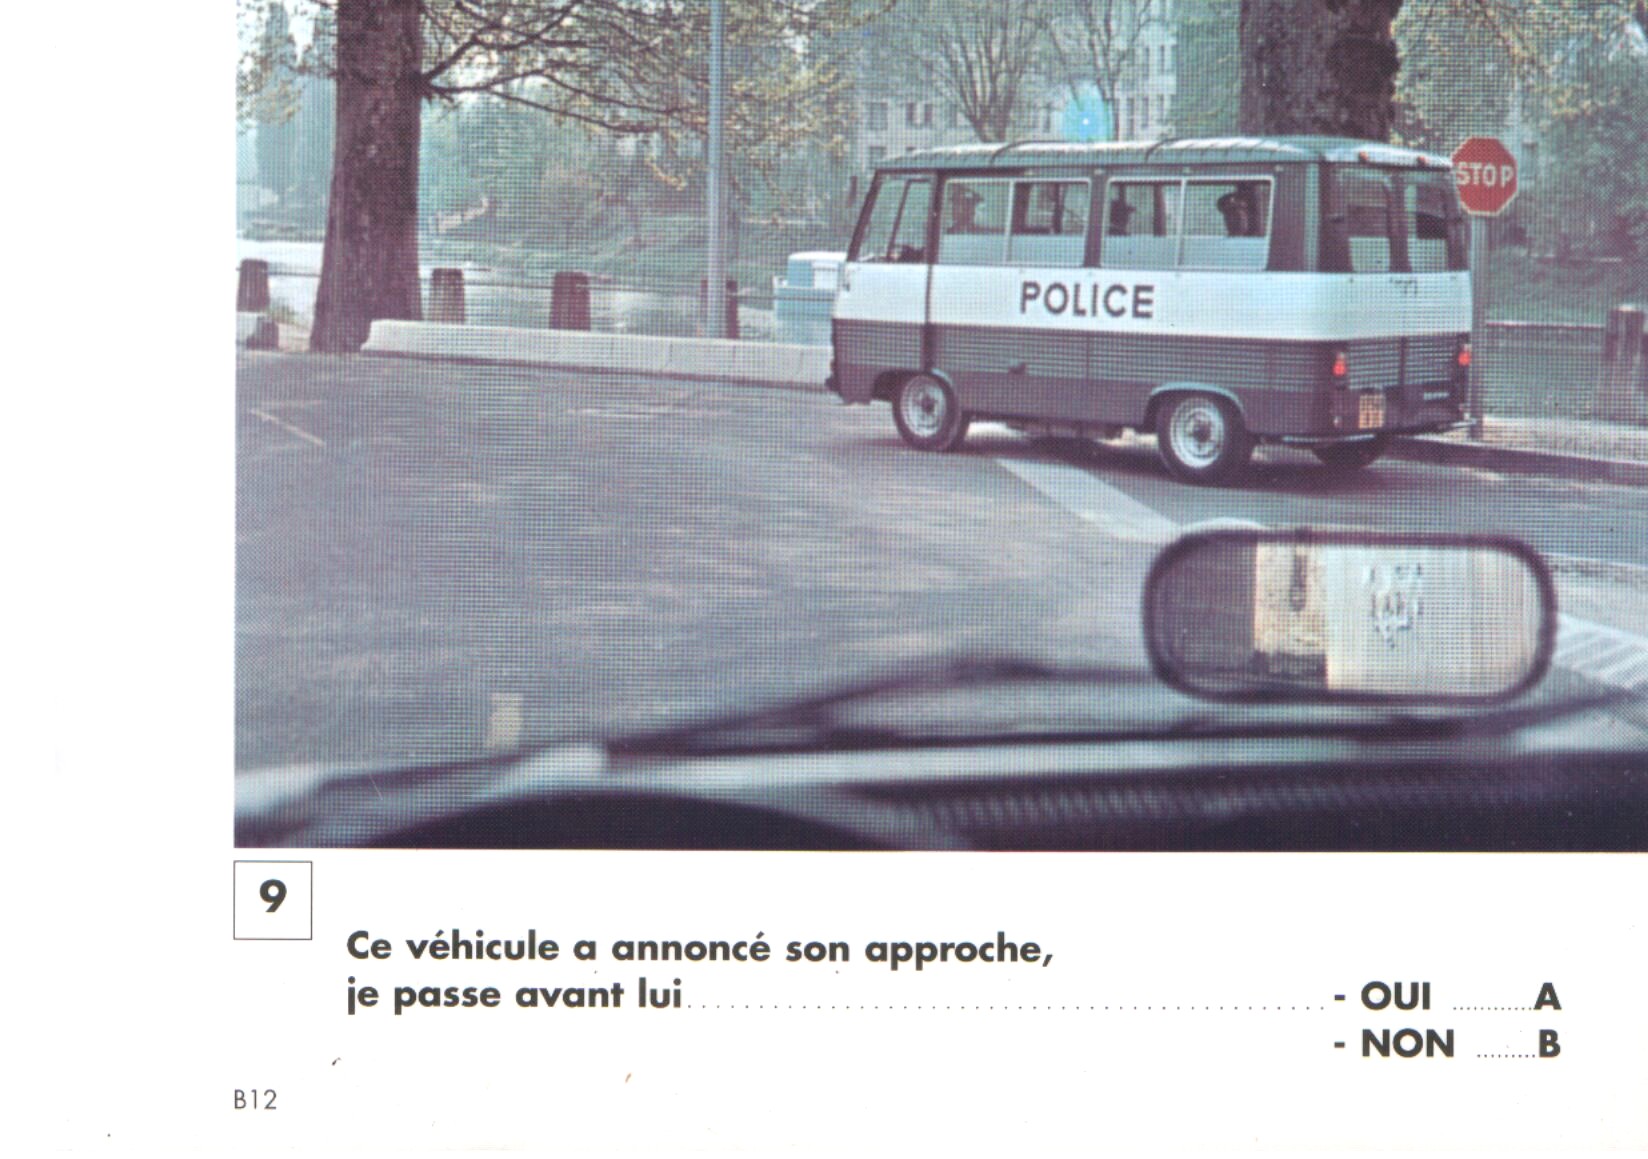 STOP
POLICE
9
Ce véhicule a annoncé son approche,
je passe avant lui........................................................ - OUI ............A
- NON .........B
B12